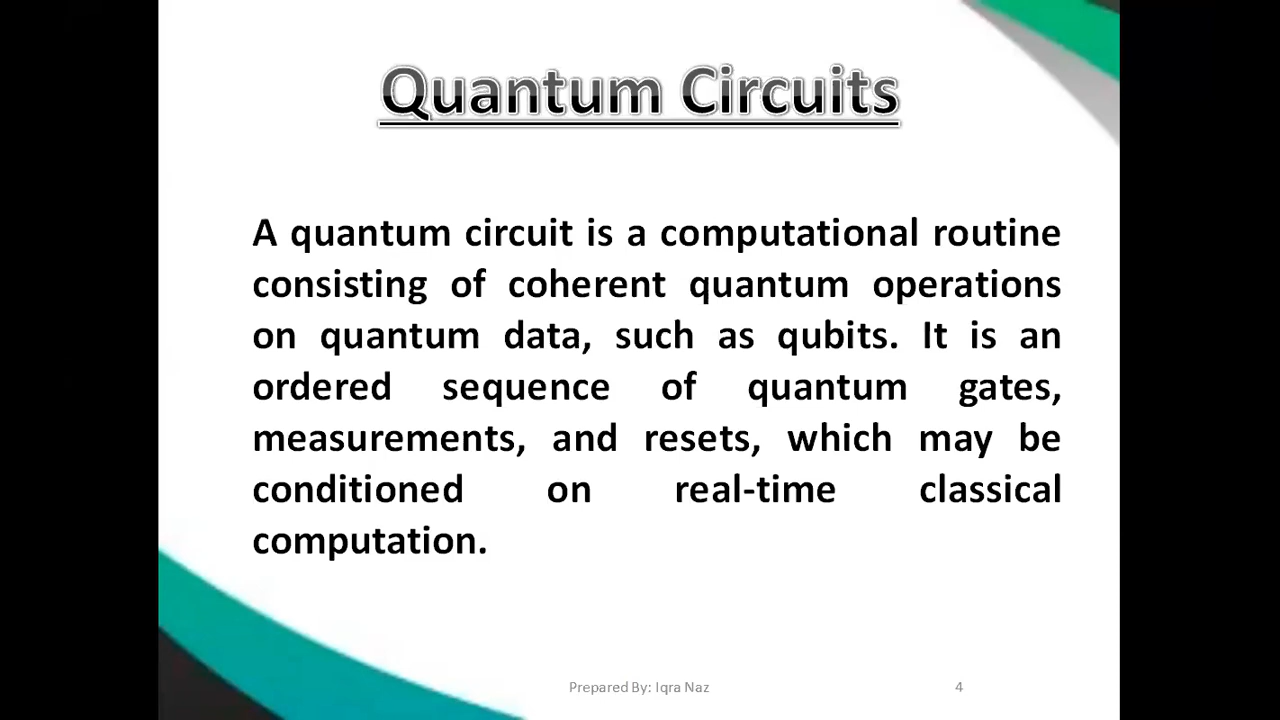 Quantum Circuits
A quantum circuit is a computational routine
consisting of coherent quantum operations
on quantum data, such as qubits. It is an
ordered sequence of quantum gates,
measurements, and resets, which may be
conditioned on real-time classical
computation.
Prepared By: Iqra Naz
4